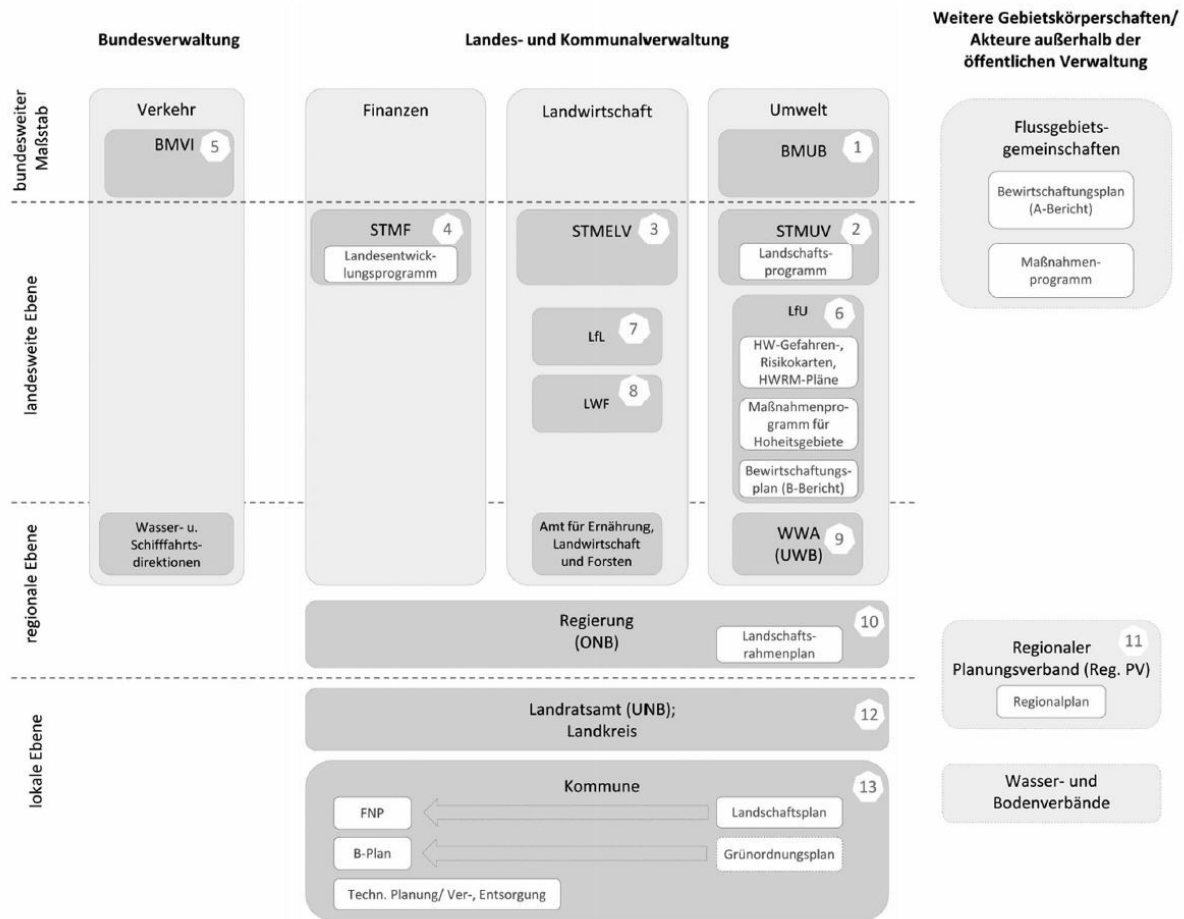 Bundesverwaltung
Landes- und Kommunalverwaltung
Weitere Gebietskörperschaften/
Akteure außerhalb der
öffentlichen Verwaltung
bundesweiter
Maßstab
landesweite Ebene
regionale Ebene
lokale Ebene
Verkehr
BMVI
5
Wasser- u.
Schifffahrts-
direktionen
Finanzen
STMF
4
Landesentwick-
lungsprogramm
Landwirtschaft
STMELV
3
LfL
7
LWF
8
Amt für Ernährung,
Landwirtschaft
und Forsten
Umwelt
BMUB
1
STMUV
2
Landschafts-
programm
LfU
6
HW-Gefahren-,
Risikokarten,
HWRM-Pläne
Maßnahmenpro-
gramm für
Hoheitsgebiete
Bewirtschaftungs-
plan (B-Bericht)
WWA
(UWB)
9
Regierung
(ONB)
Landschafts-
rahmenplan
10
Landratsamt (UNB);
Landkreis
12
Kommune
13
FNP
Landschaftsplan
B-Plan
Grünordnungsplan
Techn. Planung/ Ver-, Entsorgung
Flussgebiets-
gemeinschaften
Bewirtschaftungsplan
(A-Bericht)
Maßnahmen-
programm
11
Regionaler
Planungsverband (Reg. PV)
Regionalplan
Wasser- und
Bodenverbände